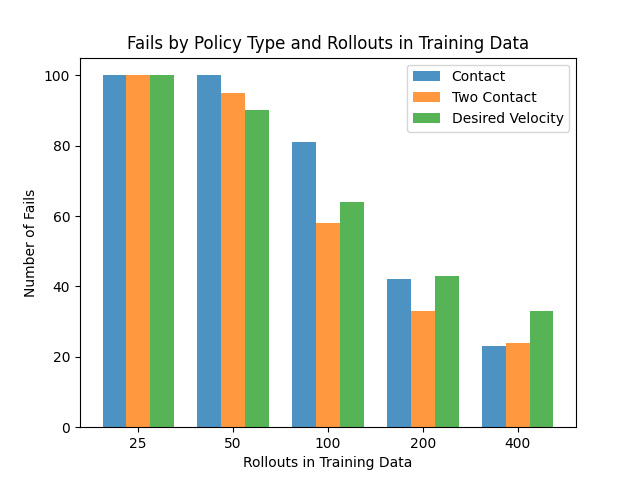 Fails by Policy Type and Rollouts in Training Data
Contact
Two Contact
Desired Velocity
100
80
60
40
20
0
Number of Fails
25 50 100 200 400
Rollouts in Training Data